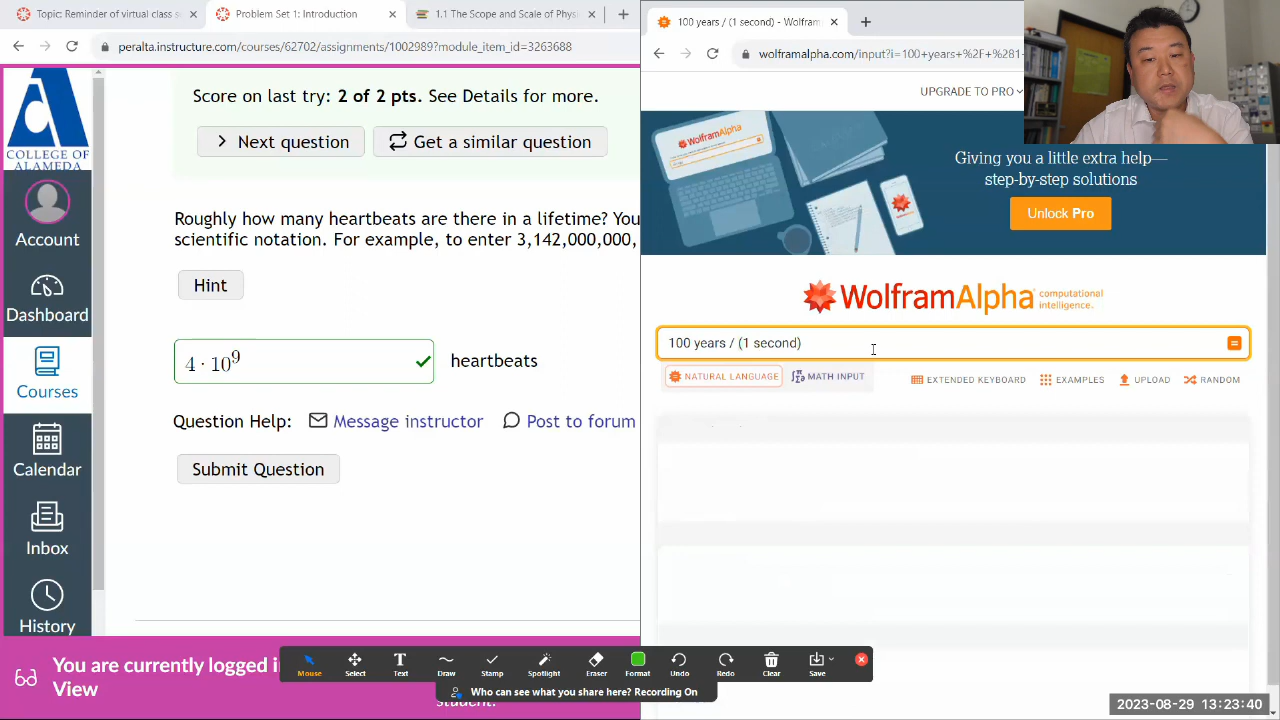 Topic: Reminder of virtual class s
Problem Set 1: Introduction
1.1 The Scope and Scale of Physi
peralta.instructure.com/courses/62702/assignments/1002989?module_item_id=3263688
COLLEGE OF
ALAMEDA
Account
Dashboard
Courses
Calendar
Inbox
History
Score on last try: 2 of 2 pts. See Details for more.
Next question
Get a similar question
Roughly how many heartbeats are there in a lifetime? You
scientific notation. For example, to enter 3,142,000,000,
Hint
4 · 10^9
heartbeats
Question Help:
Message instructor
Post to forum
Submit Question
You are currently logged i
View
student.
100 years / (1 second) - Wolfram
wolframalpha.com/input?i=100+years+%2F+%281-
UPGRADE TO PRO
WolframAlpha
Giving you a little extra help—
step-by-step solutions
Unlock Pro
WolframAlpha computational
intelligence.
100 years / (1 second)
=
NATURAL LANGUAGE
MATH INPUT
EXTENDED KEYBOARD
EXAMPLES
UPLOAD
RANDOM
Mouse
Select
Text
Draw
Stamp
Spotlight
Eraser
Format
Undo
Redo
Clear
Save
Who can see what you share here? Recording On
2023-08-29 13:23:40